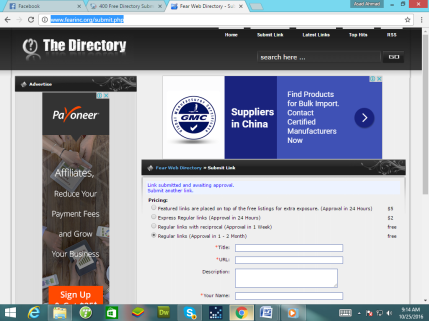 Facebook
400 Free Directory Subm
Fear Web Directory - Sub
Asad Ahmad
www.fearinc.org/submit.php
Home
Submit Link
Latest Links
Top Hits
RSS
The Directory
search here ...
GO
Advertise
Payoneer
Affiliates,
Reduce Your
Payment Fees
and Grow
Your Business
Sign Up
GMC
Suppliers
in China
Find Products
for Bulk Import.
Contact
Certified
Manufacturers
Now
Fear Web Directory » Submit Link
Link submitted and awaiting approval.
Submit another link.
Pricing:
Featured links are placed on top of the free listings for extra exposure. (Approval in 24 Hours)
Express Regular links (Approval in 24 Hours)
$2
Regular links with reciprocal (Approval in 1 Week)
free
Regular links (Approval in 1 - 2 Month)
free
*Title:
*URL:
Description:
*Your Name:
9:14 AM
10/25/2016